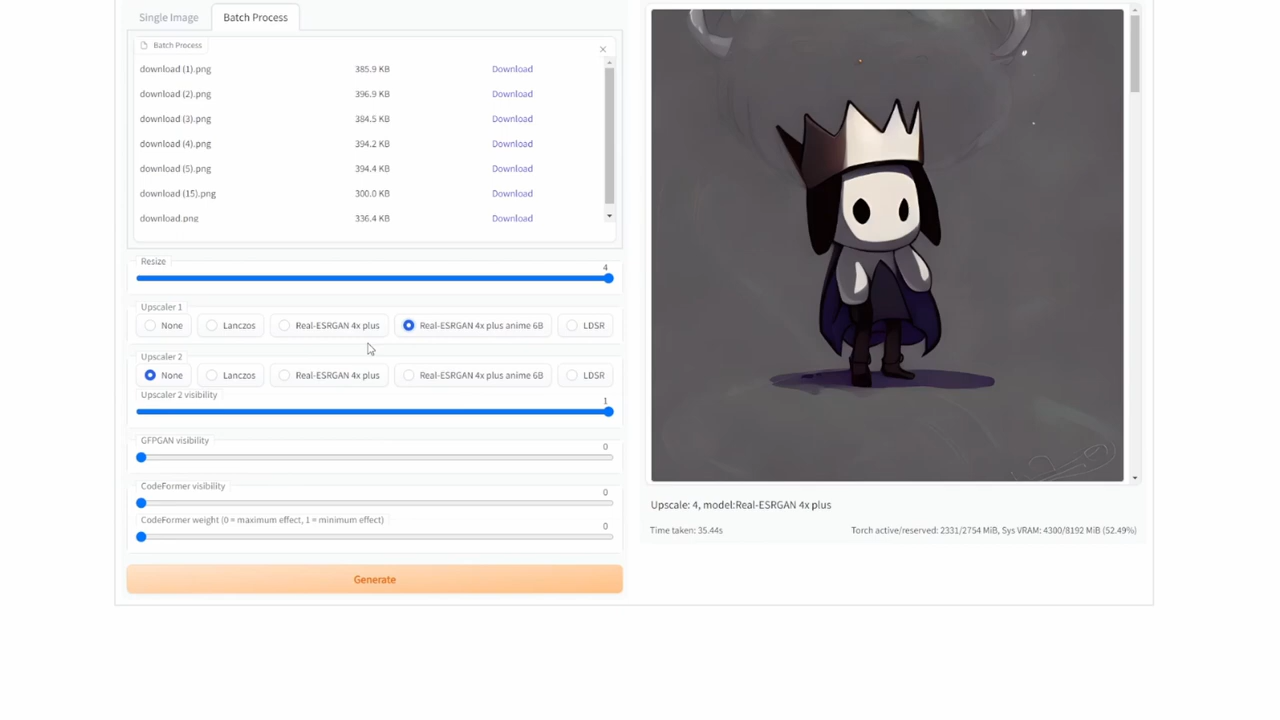 Single Image
Batch Process
Batch Process
download (1).png 385.9 KB Download
download (2).png 396.9 KB Download
download (3).png 384.5 KB Download
download (4).png 394.2 KB Download
download (5).png 394.4 KB Download
download (15).png 300.0 KB Download
download.png 336.4 KB Download
Resize
4
Upscaler 1
None Lanczos Real-ESRGAN 4x plus Real-ESRGAN 4x plus anime 6B LDSR
Upscaler 2
None Lanczos Real-ESRGAN 4x plus Real-ESRGAN 4x plus anime 6B LDSR
Upscaler 2 visibility
1
GFPGAN visibility
0
CodeFormer visibility
0
CodeFormer weight (0 = maximum effect, 1 = minimum effect)
0
Generate
Upscale: 4, model:Real-ESRGAN 4x plus
Time taken: 35.44s
Torch active/reserved: 2331/2754 MiB, Sys VRAM: 4300/8192 MiB (52.49%)